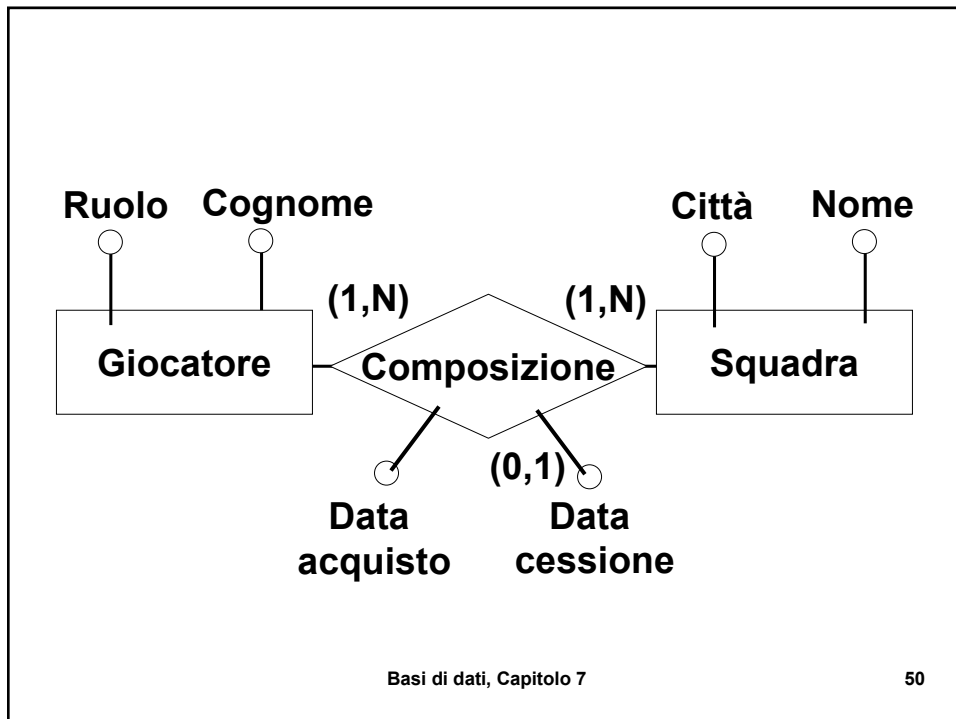 Ruolo Cognome Città Nome
(1,N) (1,N)
Giocatore Composizione Squadra
(0,1)
Data Data
acquisto cessione
Basi di dati, Capitolo 7 50